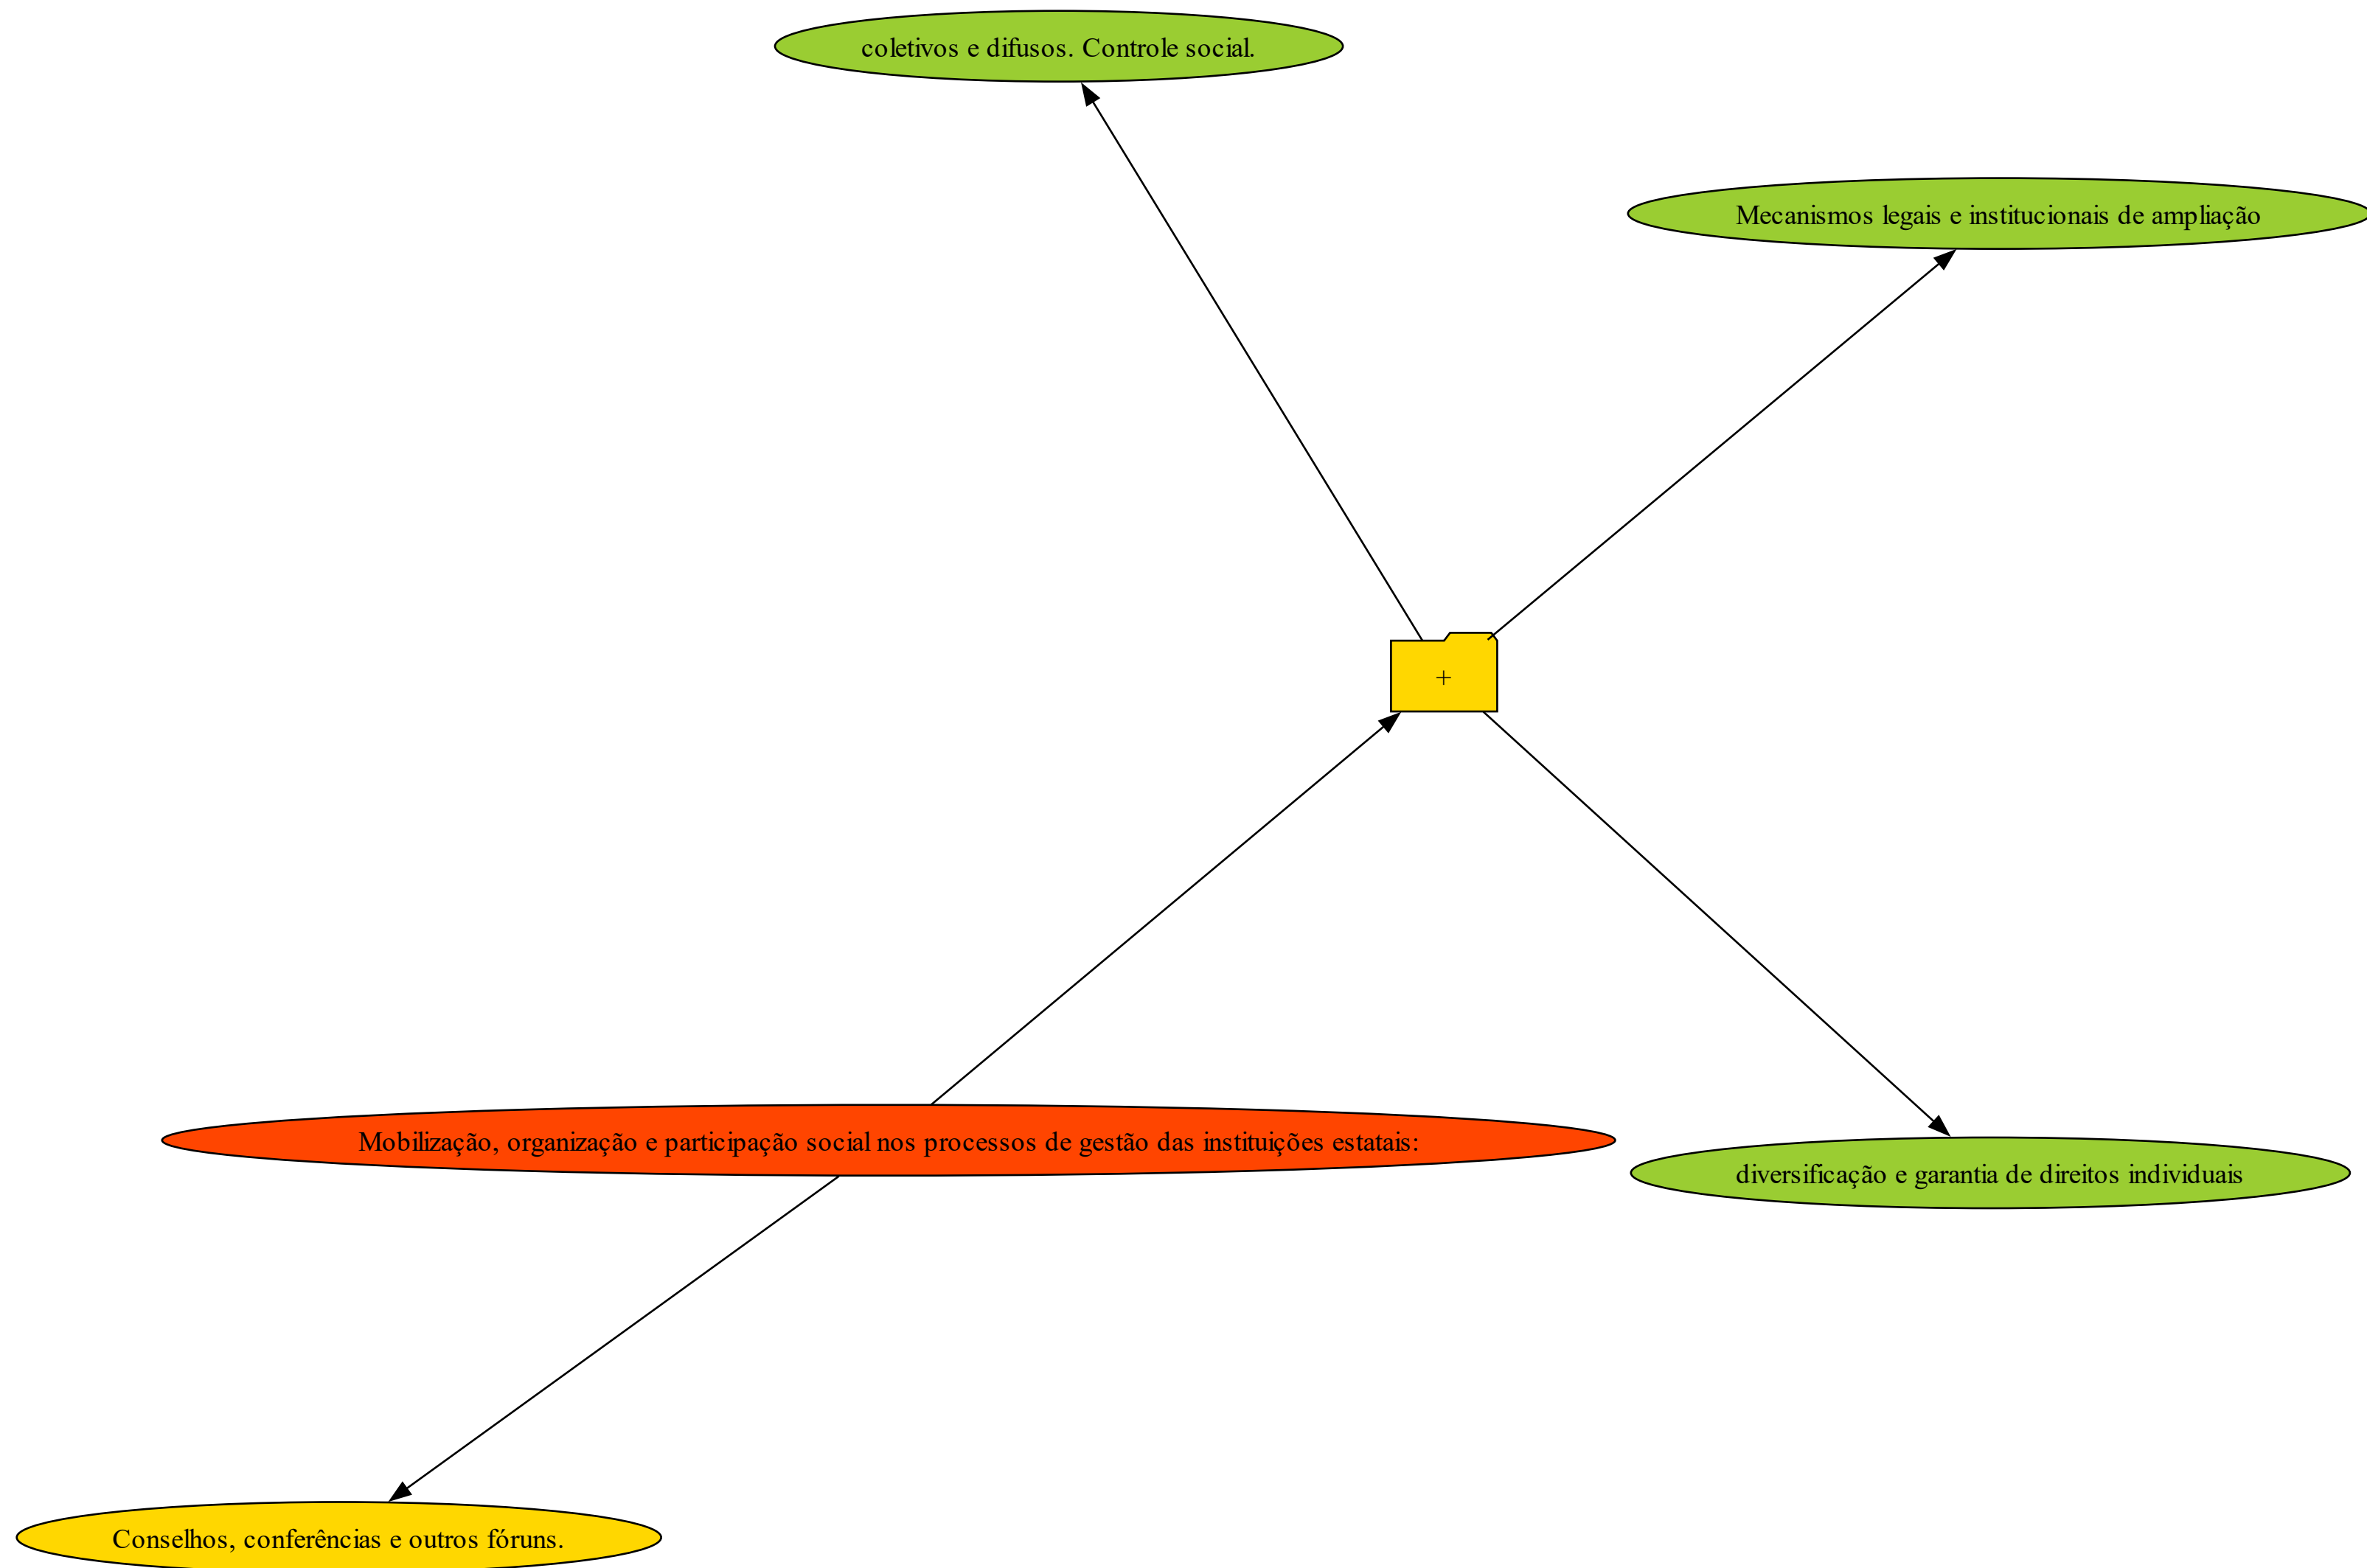 coletivos e difusos. Controle social.
Mecanismos legais e institucionais de ampliação
+
Mobilização, organização e participação social nos processos de gestão das instituições estatais:
diversificação e garantia de direitos individuais
Conselhos, conferências e outros fóruns.